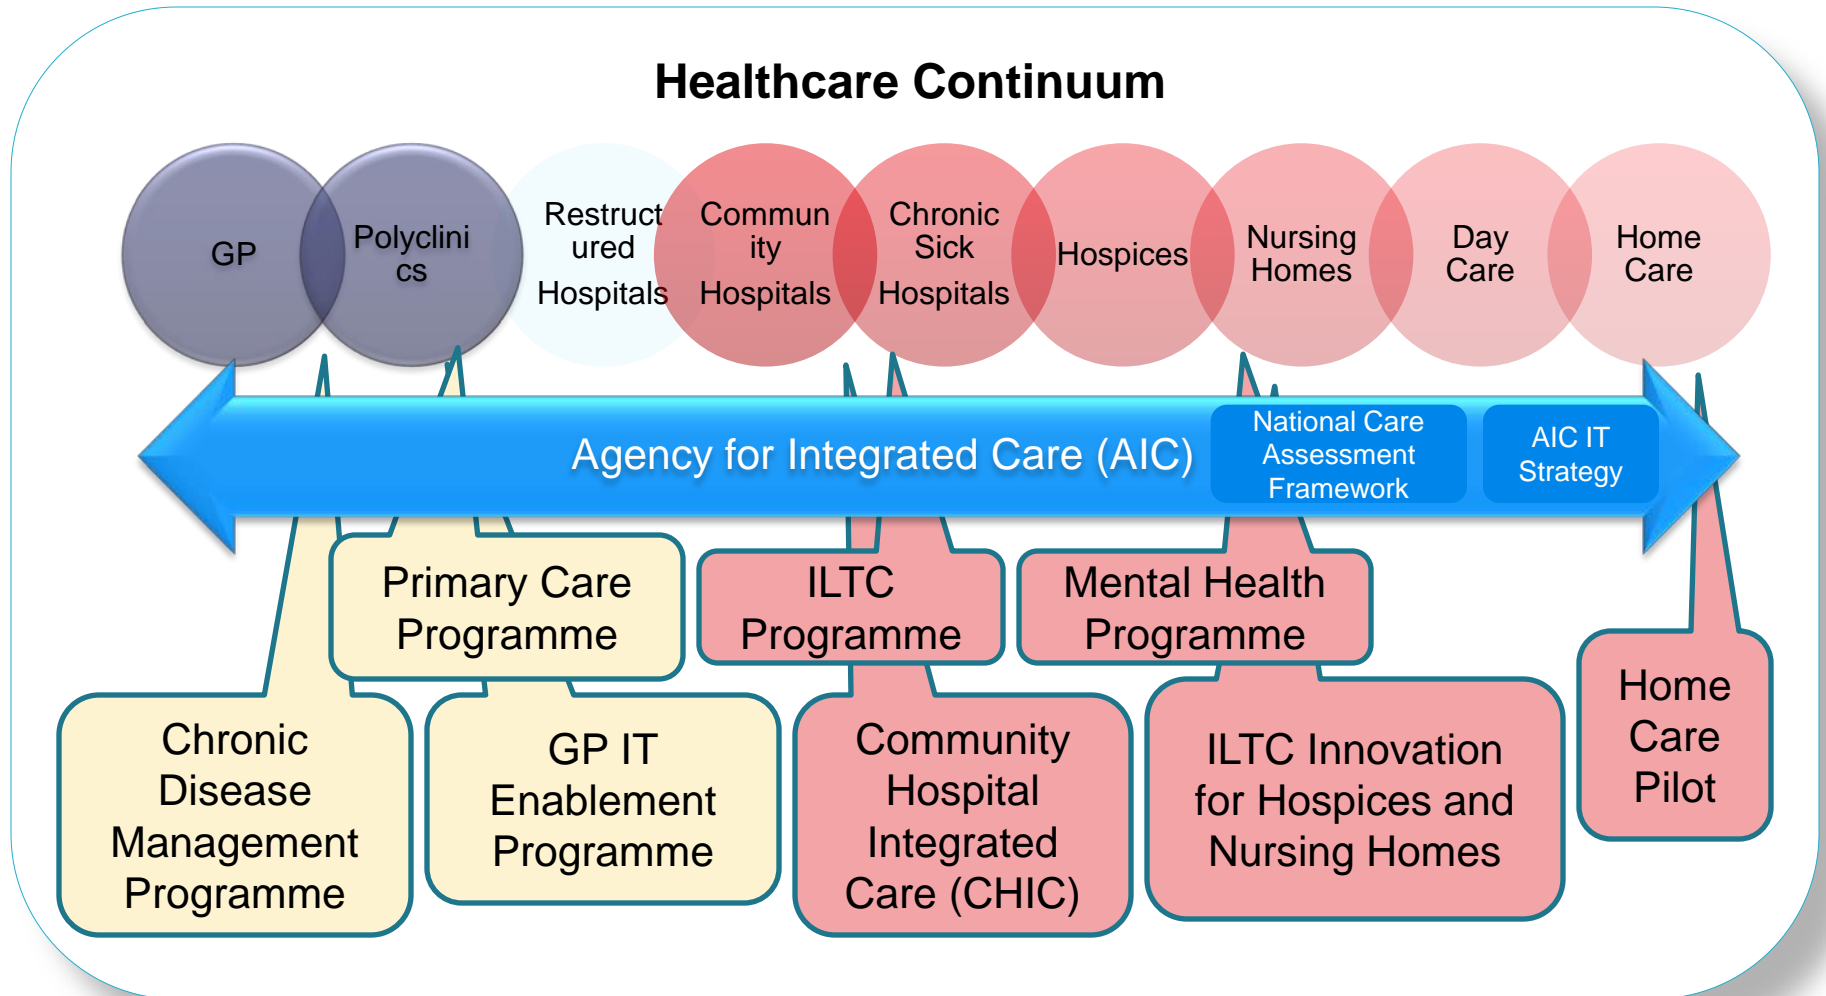 Healthcare Continuum
GP
Polyclini
cs
Restruct
ured
Hospitals
Commun
ity
Hospitals
Chronic
Sick
Hospitals
Hospices
Nursing
Homes
Day
Care
Home
Care
Agency for Integrated Care (AIC)
National Care
Assessment
Framework
AIC IT
Strategy
Primary Care
Programme
ILTC
Programme
Mental Health
Programme
Chronic
Disease
Management
Programme
GP IT
Enablement
Programme
Community
Hospital
Integrated
Care (CHIC)
ILTC Innovation
for Hospices and
Nursing Homes
Home
Care
Pilot